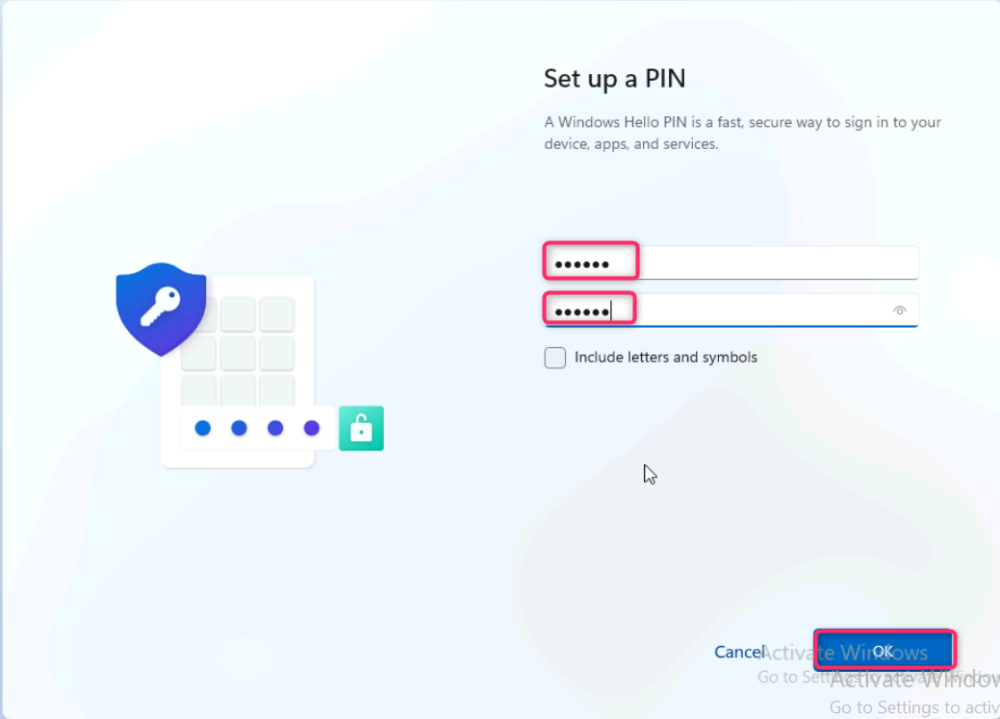 Set up a PIN
A Windows Hello PIN is a fast, secure way to sign in to your
device, apps, and services.
••••••
••••••
Include letters and symbols
Cancel
OK
Activate Windows
Go to Settings to activate Windows
Activate Window
Go to Settings to activ